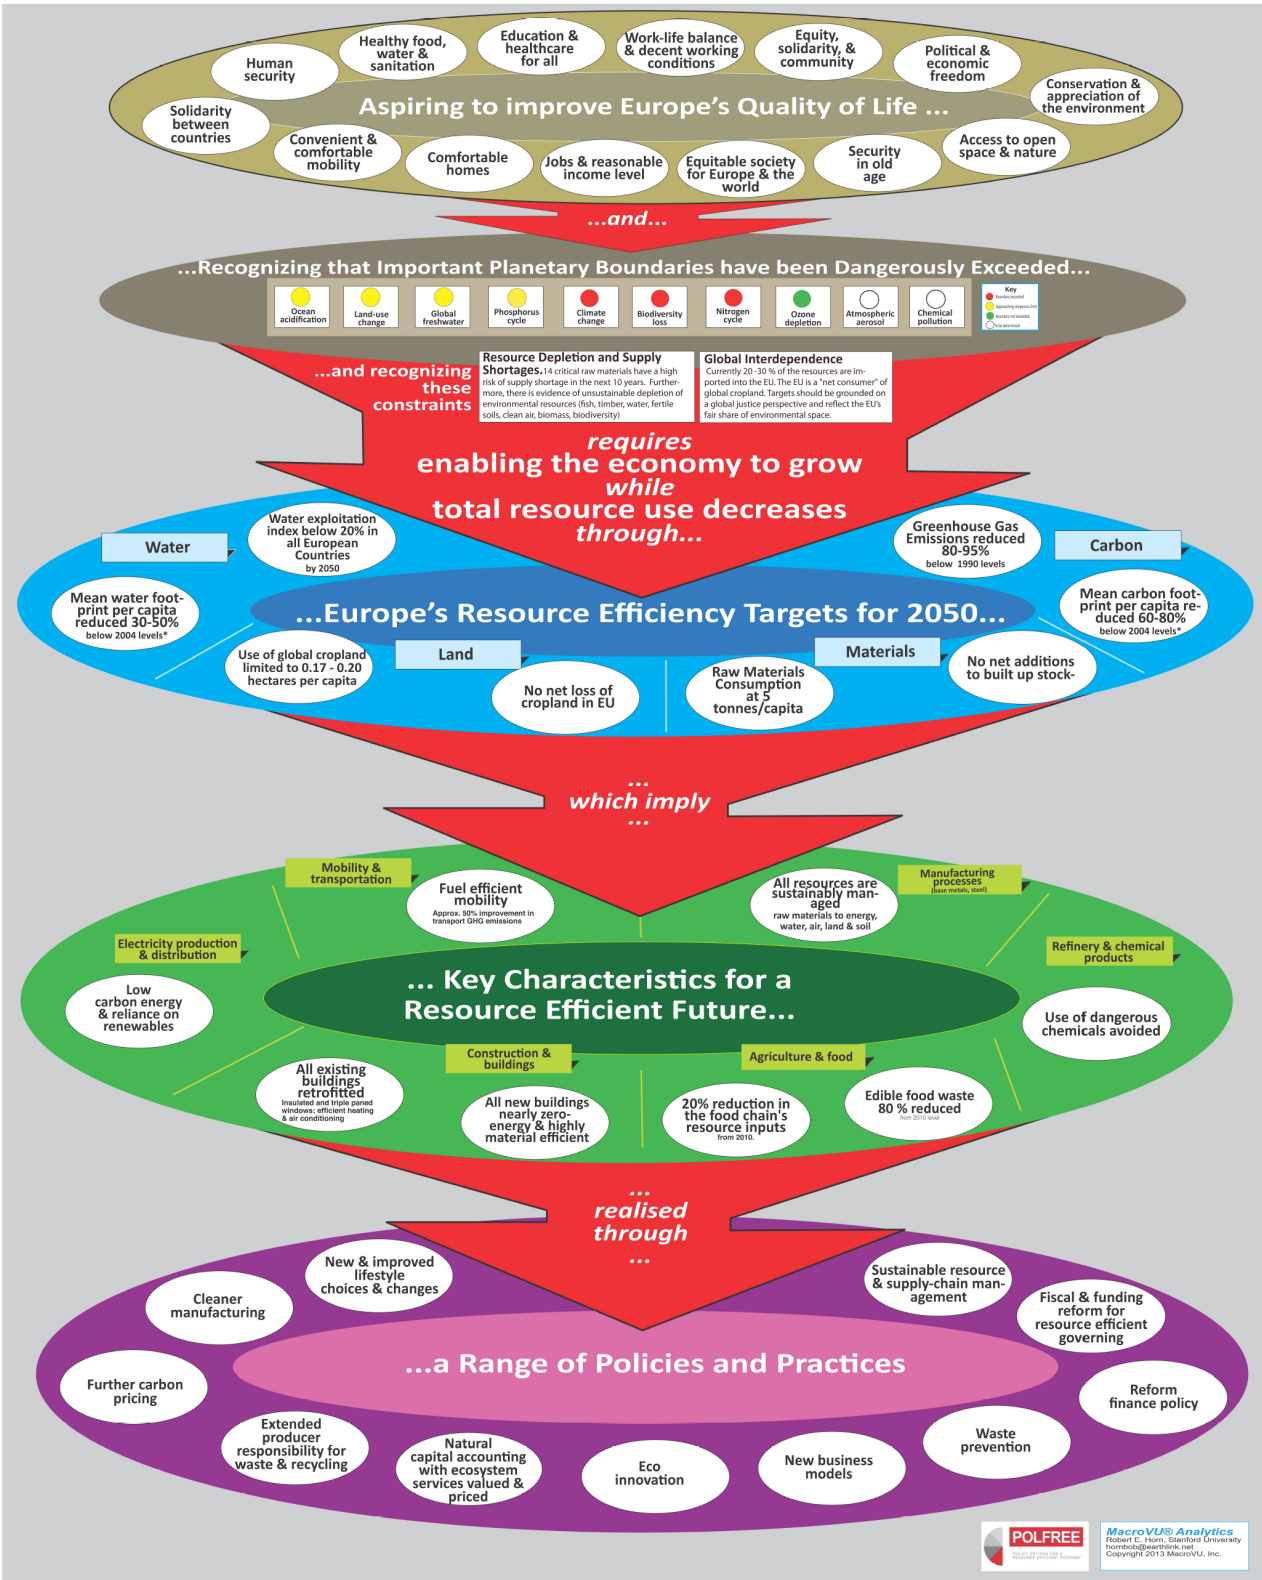 Healthy food,
water &
sanitation
Education &
healthcare
for all
Work-life balance
& decent working
conditions
Equity,
solidarity, &
community
Political &
economic
freedom
Human
security
Conservation &
appreciation of
the environment
Solidarity
between
countries
Aspiring to improve Europe's Quality of Life ...
Convenient &
comfortable
mobility
Comfortable
homes
Jobs & reasonable
income level
Equitable society
for Europe & the
world
Security
in old
age
Access to open
space & nature
...and...
...Recognizing that Important Planetary Boundaries have been Dangerously Exceeded...
Ocean
acidification
Land-use
change
Global
freshwater
Phosphorus
cycle
Climate
change
Biodiversity
loss
Nitrogen
cycle
Ozone
depletion
Atmospheric
aerosol
Chemical
pollution
Key
Boundary exceeded
Approaching dangerous limit
Boundary not exceeded
To be determined
...and recognizing
these
constraints
Resource Depletion and Supply
Shortages. 14 critical raw materials have a high
risk of supply shortage in the next 10 years. Further-
more, there is evidence of unsustainable depletion of
environmental resources (fish, timber, water, fertile
soils, clean air, biomass, biodiversity)
Global Interdependence
Currently 20 -30 % of the resources are im-
ported into the EU. The EU is a "net consumer" of
global cropland. Targets should be grounded on
a global justice perspective and reflect the EU's
fair share of environmental space.
requires
enabling the economy to grow
while
total resource use decreases
through...
Water
Water exploitation
index below 20% in
all European
Countries
by 2050
Mean water foot-
print per capita
reduced 30-50%
below 2004 levels*
Greenhouse Gas
Emissions reduced
80-95%
below 1990 levels
Carbon
Mean carbon foot-
print per capita re-
duced 60-80%
below 2004 levels*
...Europe's Resource Efficiency Targets for 2050...
Use of global cropland
limited to 0.17 - 0.20
hectares per capita
Land
No net loss of
cropland in EU
Raw Materials
Consumption
at 5
tonnes/capita
Materials
No net additions
to built up stock-
...
which imply
...
Mobility &
transportation
Fuel efficient
mobility
Approx. 50% improvement in
transport GHG emissions
All resources are
sustainably man-
aged
raw materials to energy,
water, air, land & soil
Manufacturing
processes
(base metals, steel)
Electricity production
& distribution
Low
carbon energy
& reliance on
renewables
Refinery & chemical
products
Use of dangerous
chemicals avoided
... Key Characteristics for a
Resource Efficient Future...
All existing
buildings
retrofitted
Insulated and triple paned
windows; efficient heating
& air conditioning
Construction &
buildings
All new buildings
nearly zero-
energy & highly
material efficient
Agriculture & food
20% reduction in
the food chain's
resource inputs
from 2010.
Edible food waste
80 % reduced
from 2010 level
...
realised
through
...
New & improved
lifestyle
choices & changes
Cleaner
manufacturing
Further carbon
pricing
Sustainable resource
& supply-chain man-
agement
Fiscal & funding
reform for
resource efficient
governing
Reform
finance policy
...a Range of Policies and Practices
Extended
producer
responsibility for
waste & recycling
Natural
capital accounting
with ecosystem
services valued &
priced
Eco
innovation
New business
models
Waste
prevention
POLFREE
POLICY OPTIONS FOR A
RESOURCE EFFICIENT ECONOMY
MacroVU® Analytics
Robert E. Horn, Stanford University
hornbob@earthlink.net
Copyright 2013 MacroVU, Inc.